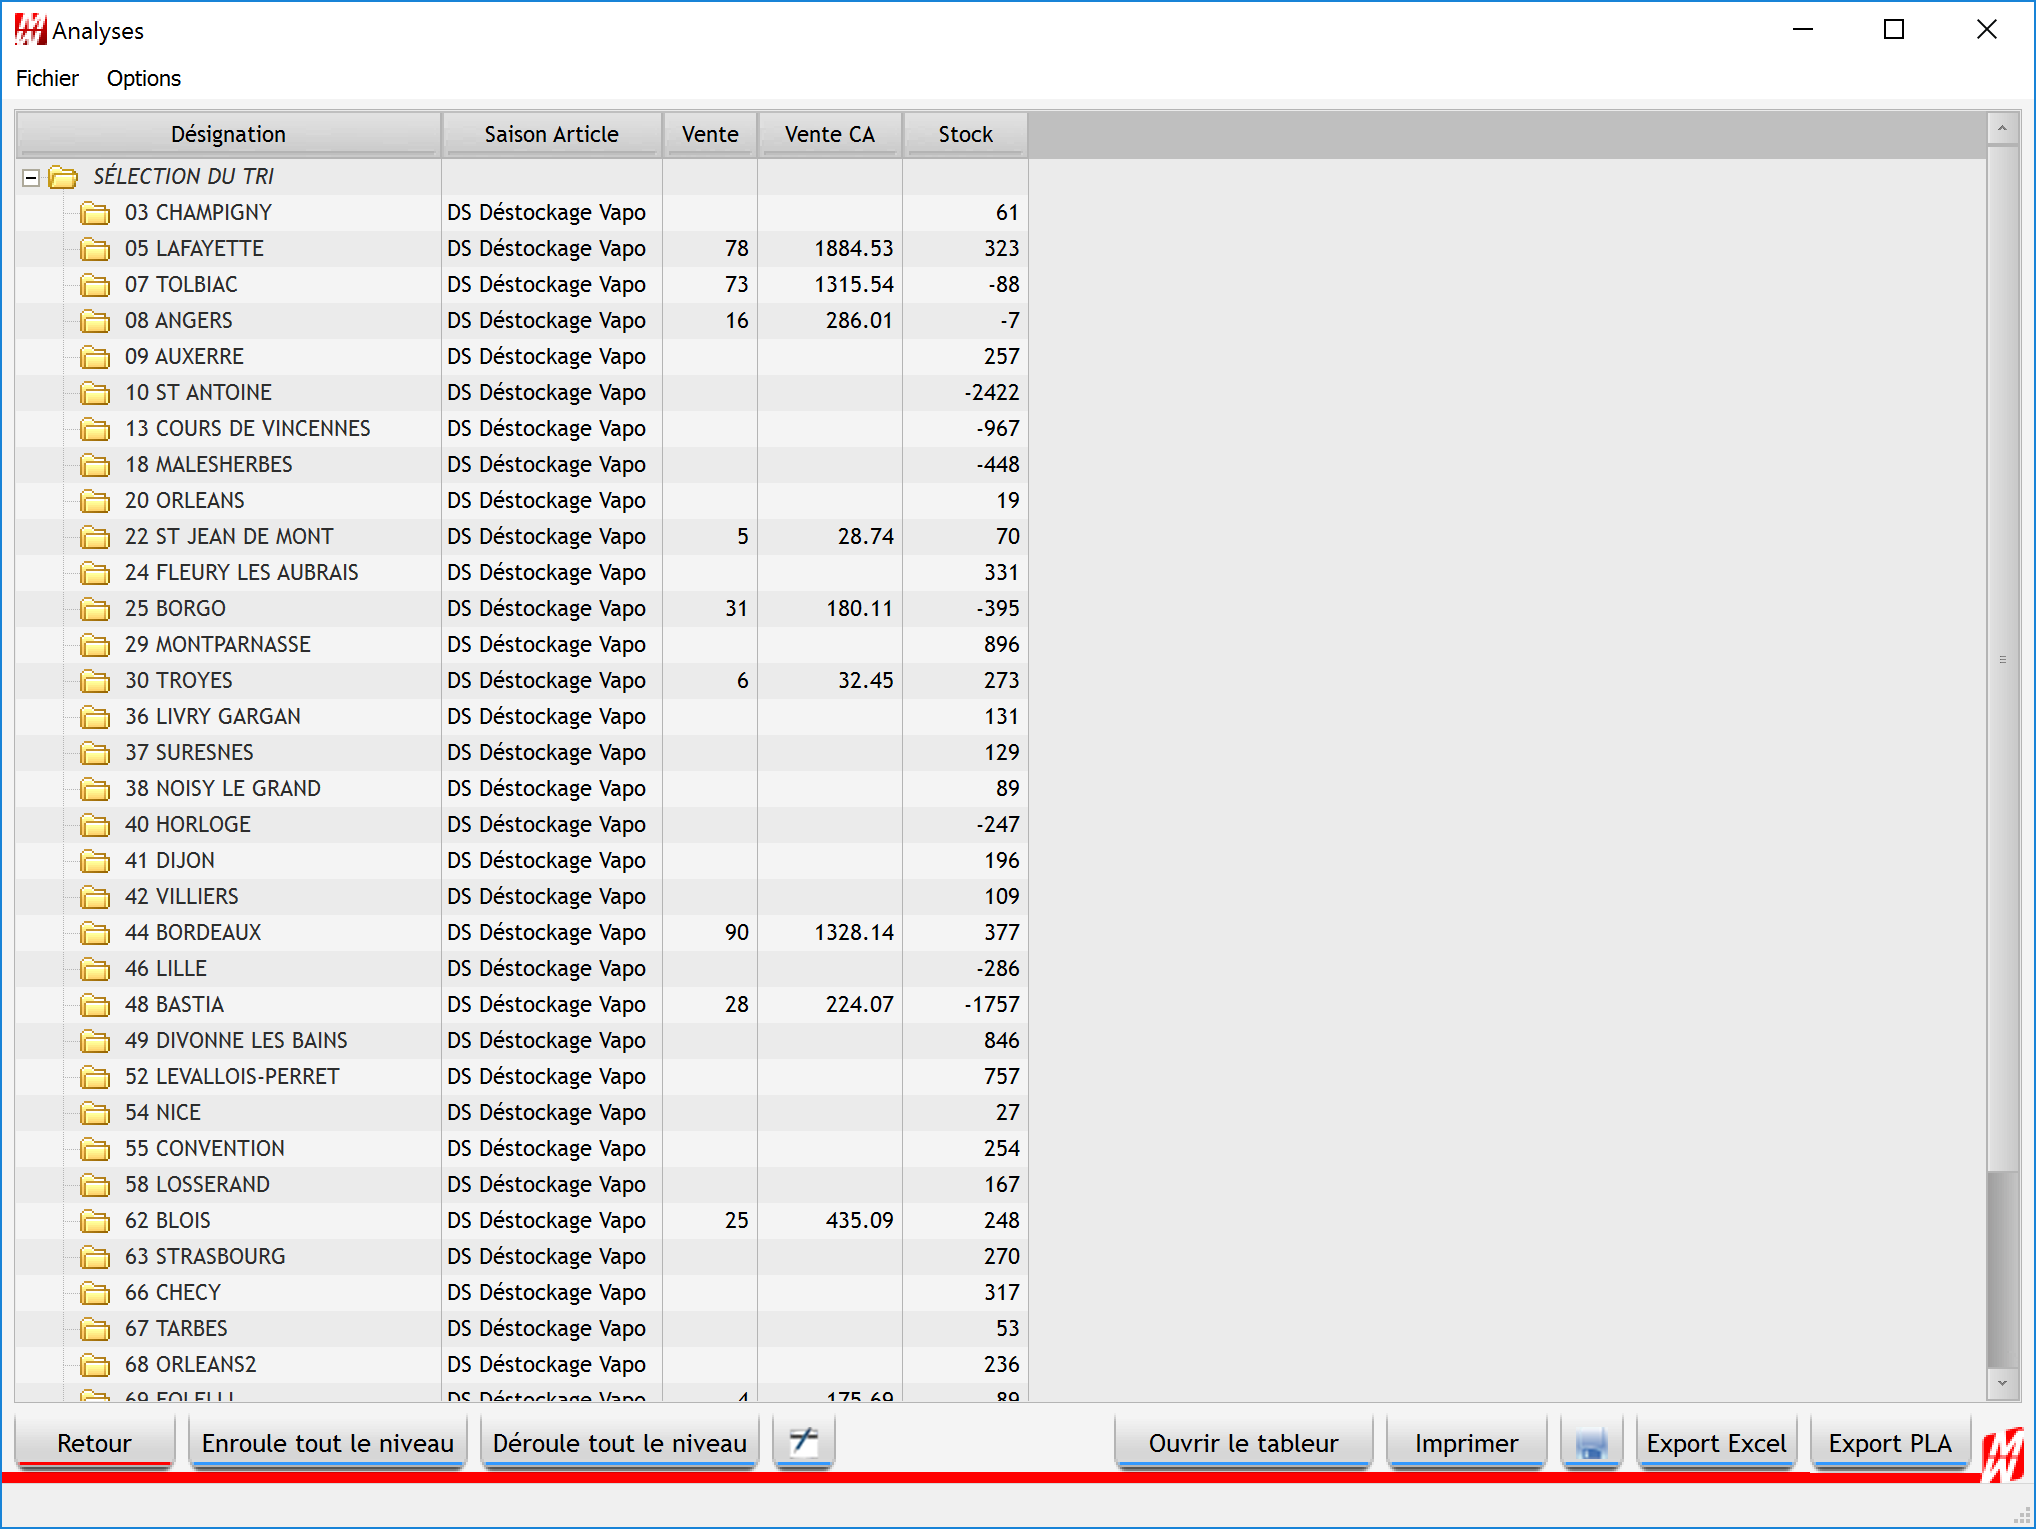 Analyses
Fichier Options
Désignation Saison Article Vente Vente CA Stock
SÉLECTION DU TRI
03 CHAMPIGNY DS Déstockage Vapo 61
05 LAFAYETTE DS Déstockage Vapo 78 1884.53 323
07 TOLBIAC DS Déstockage Vapo 73 1315.54 -88
08 ANGERS DS Déstockage Vapo 16 286.01 -7
09 AUXERRE DS Déstockage Vapo 257
10 ST ANTOINE DS Déstockage Vapo -2422
13 COURS DE VINCENNES DS Déstockage Vapo -967
18 MALESHERBES DS Déstockage Vapo -448
20 ORLEANS DS Déstockage Vapo 19
22 ST JEAN DE MONT DS Déstockage Vapo 5 28.74 70
24 FLEURY LES AUBRAIS DS Déstockage Vapo 331
25 BORGO DS Déstockage Vapo 31 180.11 -395
29 MONTPARNASSE DS Déstockage Vapo 896
30 TROYES DS Déstockage Vapo 6 32.45 273
36 LIVRY GARGAN DS Déstockage Vapo 131
37 SURESNES DS Déstockage Vapo 129
38 NOISY LE GRAND DS Déstockage Vapo 89
40 HORLOGE DS Déstockage Vapo -247
41 DIJON DS Déstockage Vapo 196
42 VILLIERS DS Déstockage Vapo 109
44 BORDEAUX DS Déstockage Vapo 90 1328.14 377
46 LILLE DS Déstockage Vapo -286
48 BASTIA DS Déstockage Vapo 28 224.07 -1757
49 DIVONNE LES BAINS DS Déstockage Vapo 846
52 LEVALLOIS-PERRET DS Déstockage Vapo 757
54 NICE DS Déstockage Vapo 27
55 CONVENTION DS Déstockage Vapo 254
58 LOSSERAND DS Déstockage Vapo 167
62 BLOIS DS Déstockage Vapo 25 435.09 248
63 STRASBOURG DS Déstockage Vapo 270
66 CHECY DS Déstockage Vapo 317
67 TARBES DS Déstockage Vapo 53
68 ORLEANS2 DS Déstockage Vapo 236
69 FOLELLI DS Déstockage Vapo 4 175.69 89
Retour Enroule tout le niveau Déroule tout le niveau Ouvrir le tableur Imprimer Export Excel Export PLA